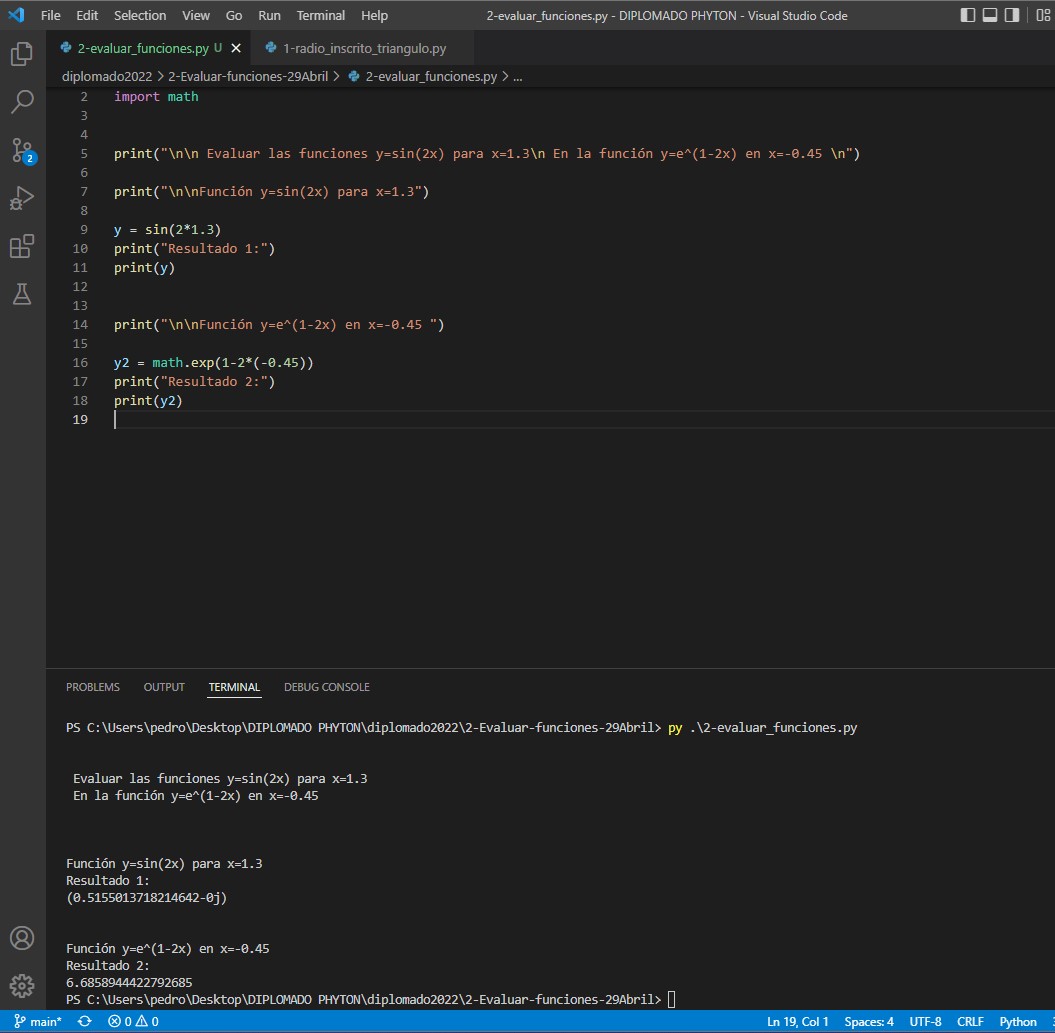 File Edit Selection View Go Run Terminal Help 2-evaluar_funciones.py - DIPLOMADO PHYTON - Visual Studio Code
2-evaluar_funciones.py U 1-radio_inscrito_triangulo.py
diplomado2022 > 2-Evaluar-funciones-29Abril > 2-evaluar_funciones.py > ...
2 import math
3
4
5 print("\n\n Evaluar las funciones y=sin(2x) para x=1.3\n En la función y=e^(1-2x) en x=-0.45 \n")
6
7 print("\n\nFunción y=sin(2x) para x=1.3")
8
9 y = sin(2*1.3)
10 print("Resultado 1:")
11 print(y)
12
13
14 print("\n\nFunción y=e^(1-2x) en x=-0.45 ")
15
16 y2 = math.exp(1-2*(-0.45))
17 print("Resultado 2:")
18 print(y2)
19
2
PROBLEMS OUTPUT TERMINAL DEBUG CONSOLE
PS C:\Users\pedro\Desktop\DIPLOMADO PHYTON\diplomado2022\2-Evaluar-funciones-29Abril> py .\2-evaluar_funciones.py
Evaluar las funciones y=sin(2x) para x=1.3
En la función y=e^(1-2x) en x=-0.45
Función y=sin(2x) para x=1.3
Resultado 1:
(0.5155013718214642-0j)
Función y=e^(1-2x) en x=-0.45
Resultado 2:
6.6858944422792685
PS C:\Users\pedro\Desktop\DIPLOMADO PHYTON\diplomado2022\2-Evaluar-funciones-29Abril>
main* 0 0 Ln 19, Col 1 Spaces: 4 UTF-8 CRLF Python